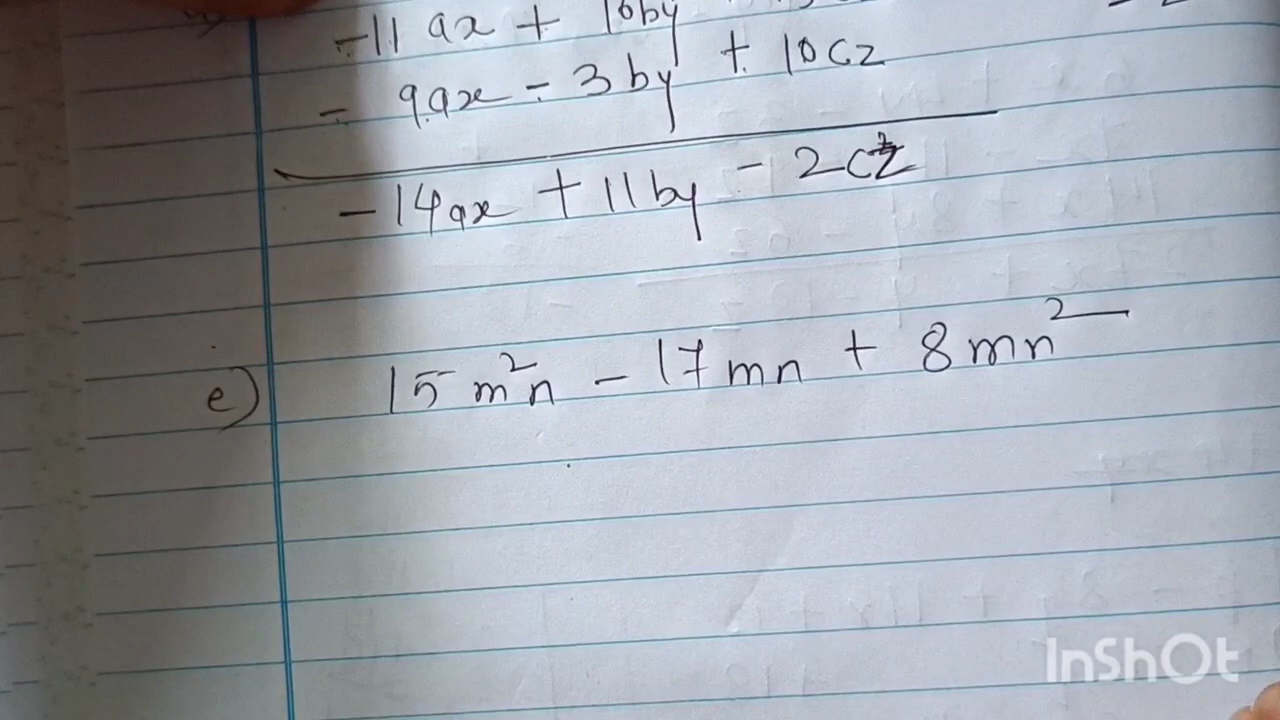 -11 ax + 10by
- 9ax - 3by + 10cz
-14ax + 11by - 2cz
e) 15m²n - 17mn + 8mn²
InShOt